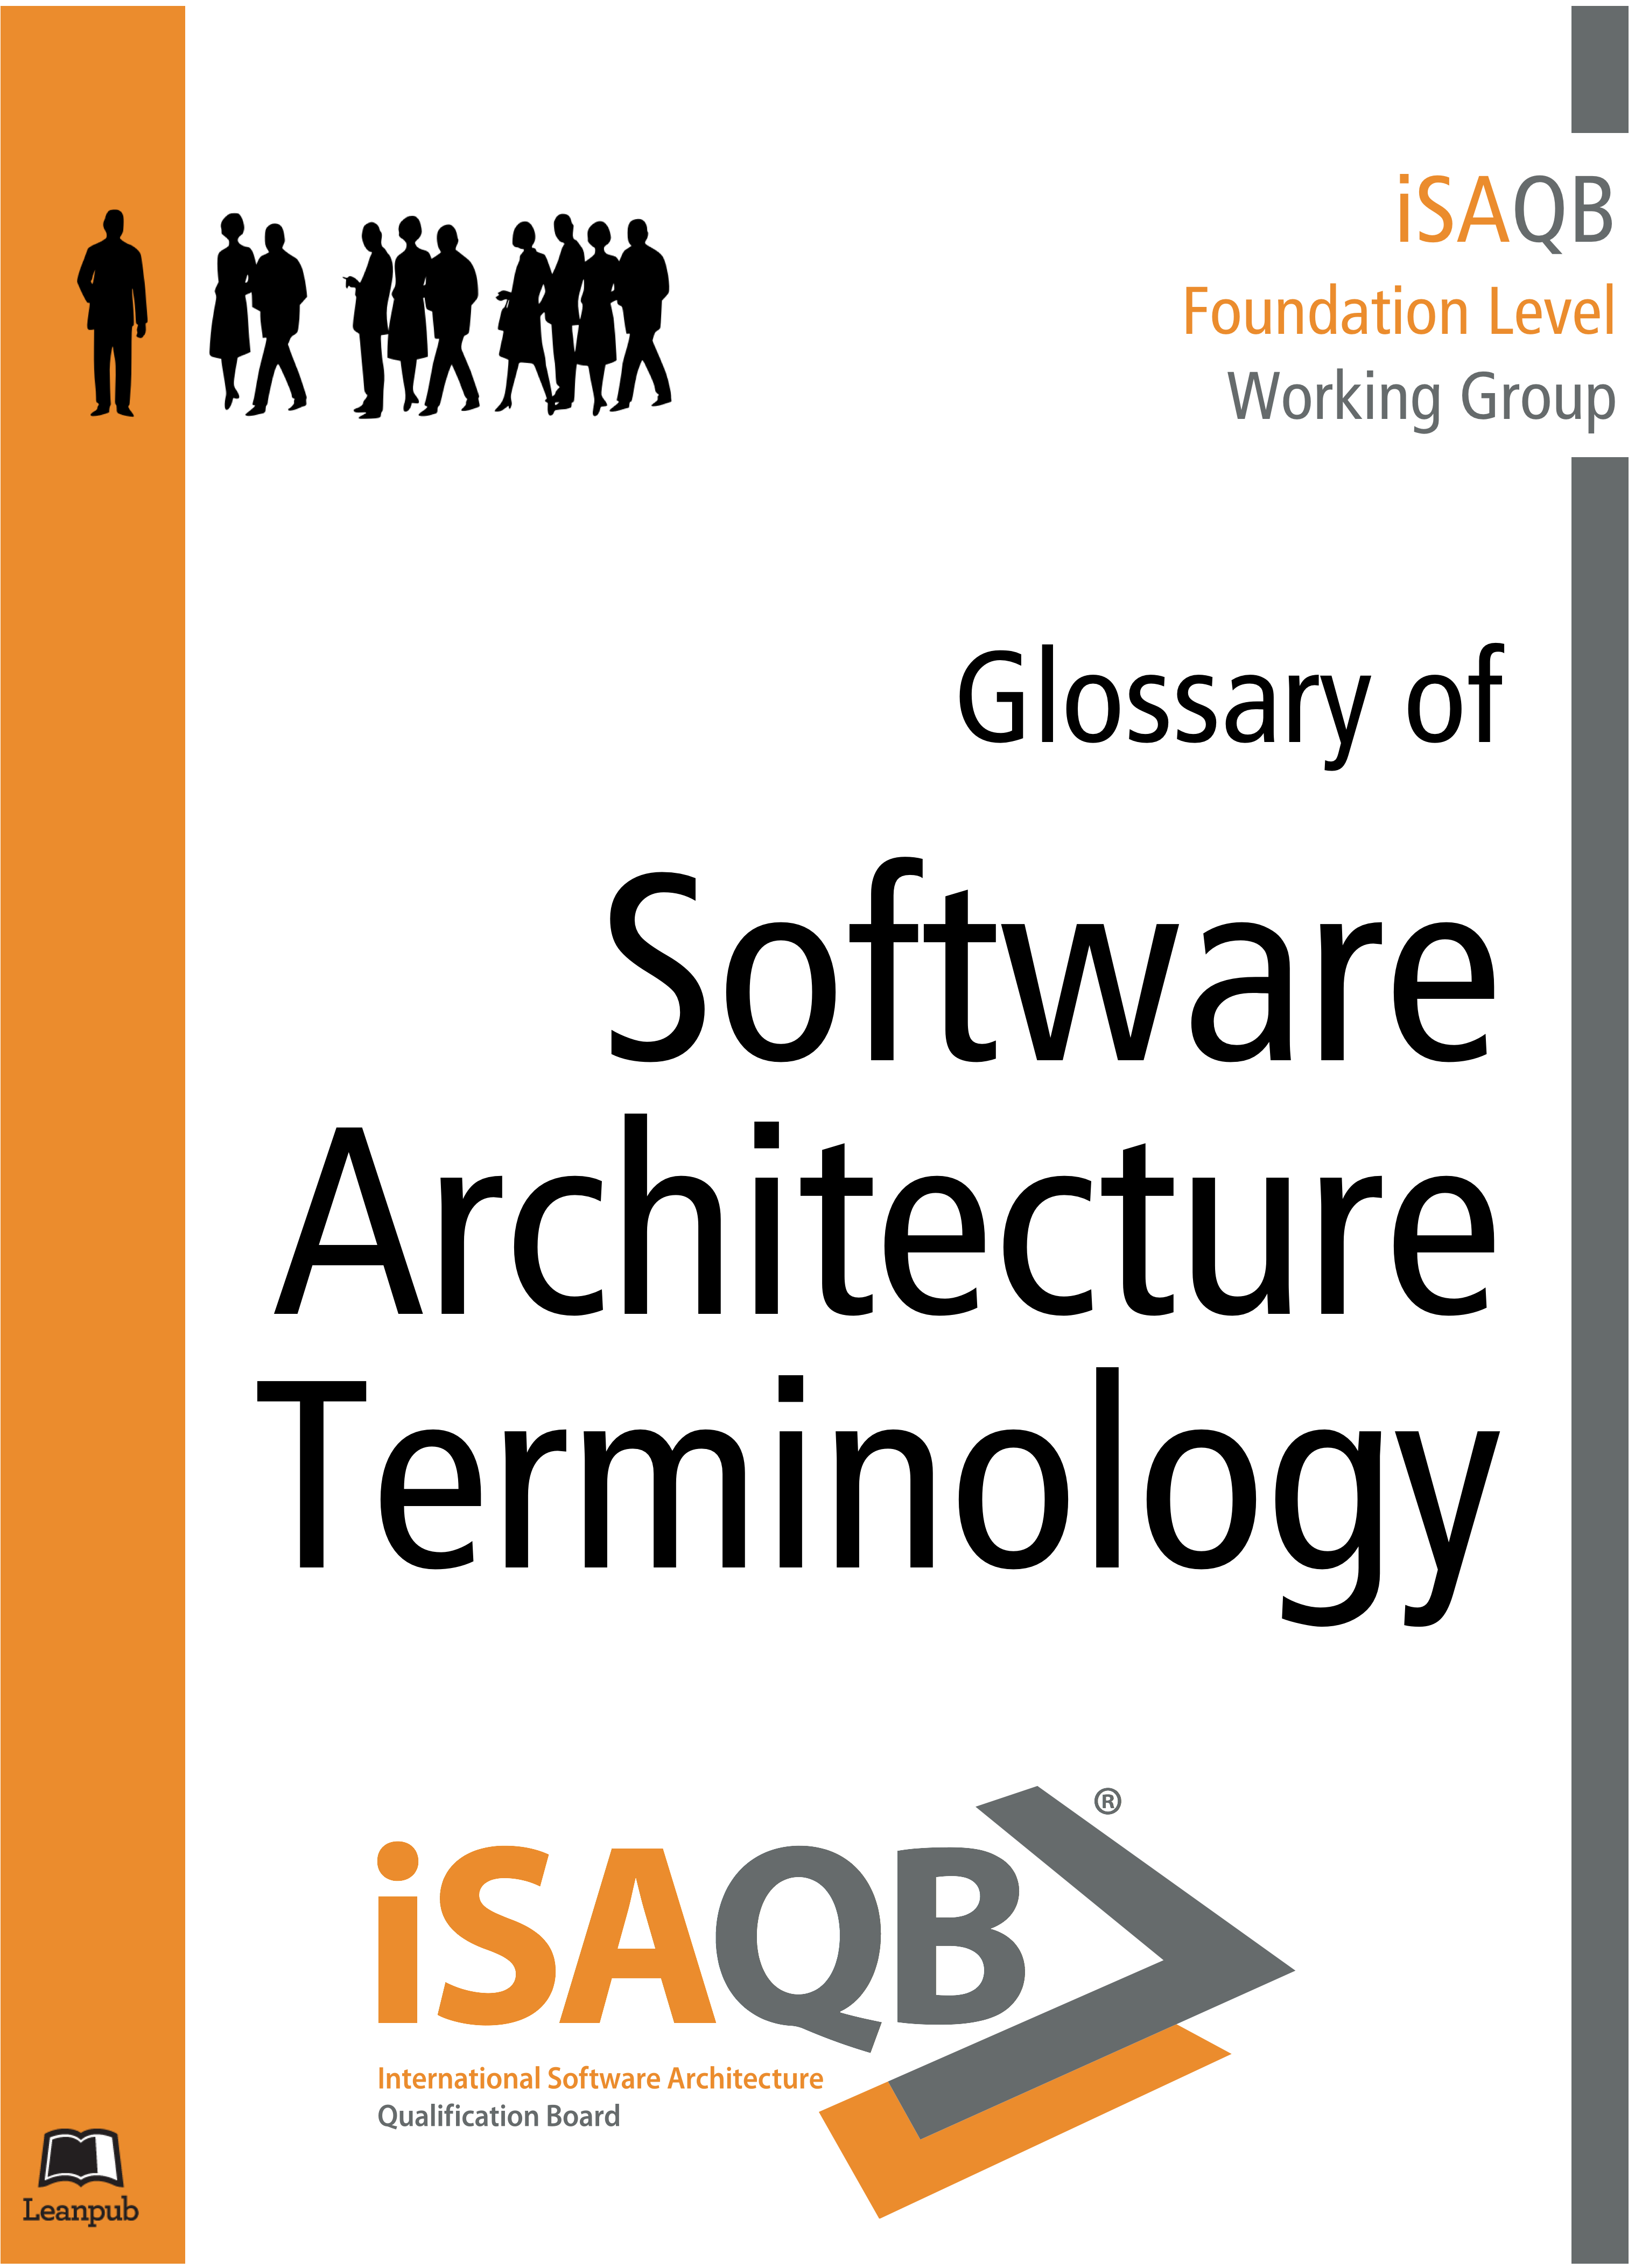 iSAQB
Foundation Level
Working Group
Glossary of
Software
Architecture
Terminology
®
iSAQB
International Software Architecture
Qualification Board
Leanpub